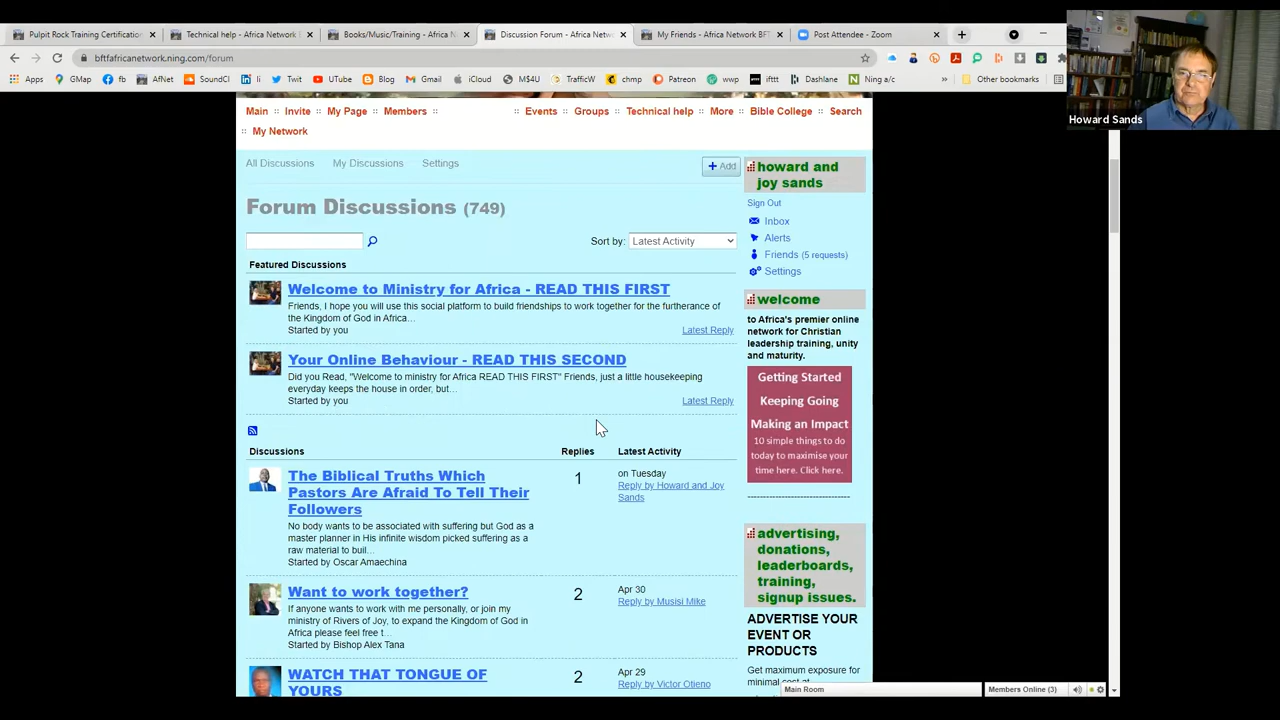 Pulpit Rock Training Certification
Technical help - Africa Network
Books/Music/Training - Africa N
Discussion Forum - Africa Netw
My Friends - Africa Network BFT
Post Attendee - Zoom
bftfafricanetwork.ning.com/forum
Apps GMap AfNet SoundCl li Twit UTube Blog Gmail iCloud M$4U TrafficW chmp Patreon wwp ifttt Dashlane Ning a/c Other bookmarks
Howard Sands
Main :: Invite :: My Page :: Members :: :: Events :: Groups :: Technical help :: More :: Bible College :: Search
:: My Network
All Discussions My Discussions Settings
+ Add
Forum Discussions (749)
Sort by: Latest Activity
Featured Discussions
Welcome to Ministry for Africa - READ THIS FIRST
Friends, I hope you will use this social platform to build friendships to work together for the furtherance of
the Kingdom of God in Africa...
Started by you
Latest Reply
Your Online Behaviour - READ THIS SECOND
Did you Read, "Welcome to ministry for Africa READ THIS FIRST" Friends, just a little housekeeping
everyday keeps the house in order, but...
Started by you
Latest Reply
Discussions Replies Latest Activity
The Biblical Truths Which
Pastors Are Afraid To Tell Their
Followers
No body wants to be associated with suffering but God as a
master planner in His infinite wisdom picked suffering as a
raw material to buil...
Started by Oscar Amaechina
1
on Tuesday
Reply by Howard and Joy
Sands
Want to work together?
If anyone wants to work with me personally, or join my
ministry of Rivers of Joy, to expand the Kingdom of God in
Africa please feel free t...
Started by Bishop Alex Tana
2
Apr 30
Reply by Musisi Mike
WATCH THAT TONGUE OF
YOURS
2
Apr 29
Reply by Victor Otieno
howard and
joy sands
Sign Out
Inbox
Alerts
Friends (5 requests)
Settings
welcome
to Africa's premier online
network for Christian
leadership training, unity
and maturity.
Getting Started
Keeping Going
Making an Impact
10 simple things to do
today to maximise your
time here. Click here.
----------------------------------
advertising,
donations,
leaderboards,
training,
signup issues.
ADVERTISE YOUR
EVENT OR
PRODUCTS
Get maximum exposure for
minimal cost at
Main Room
Members Online (3)